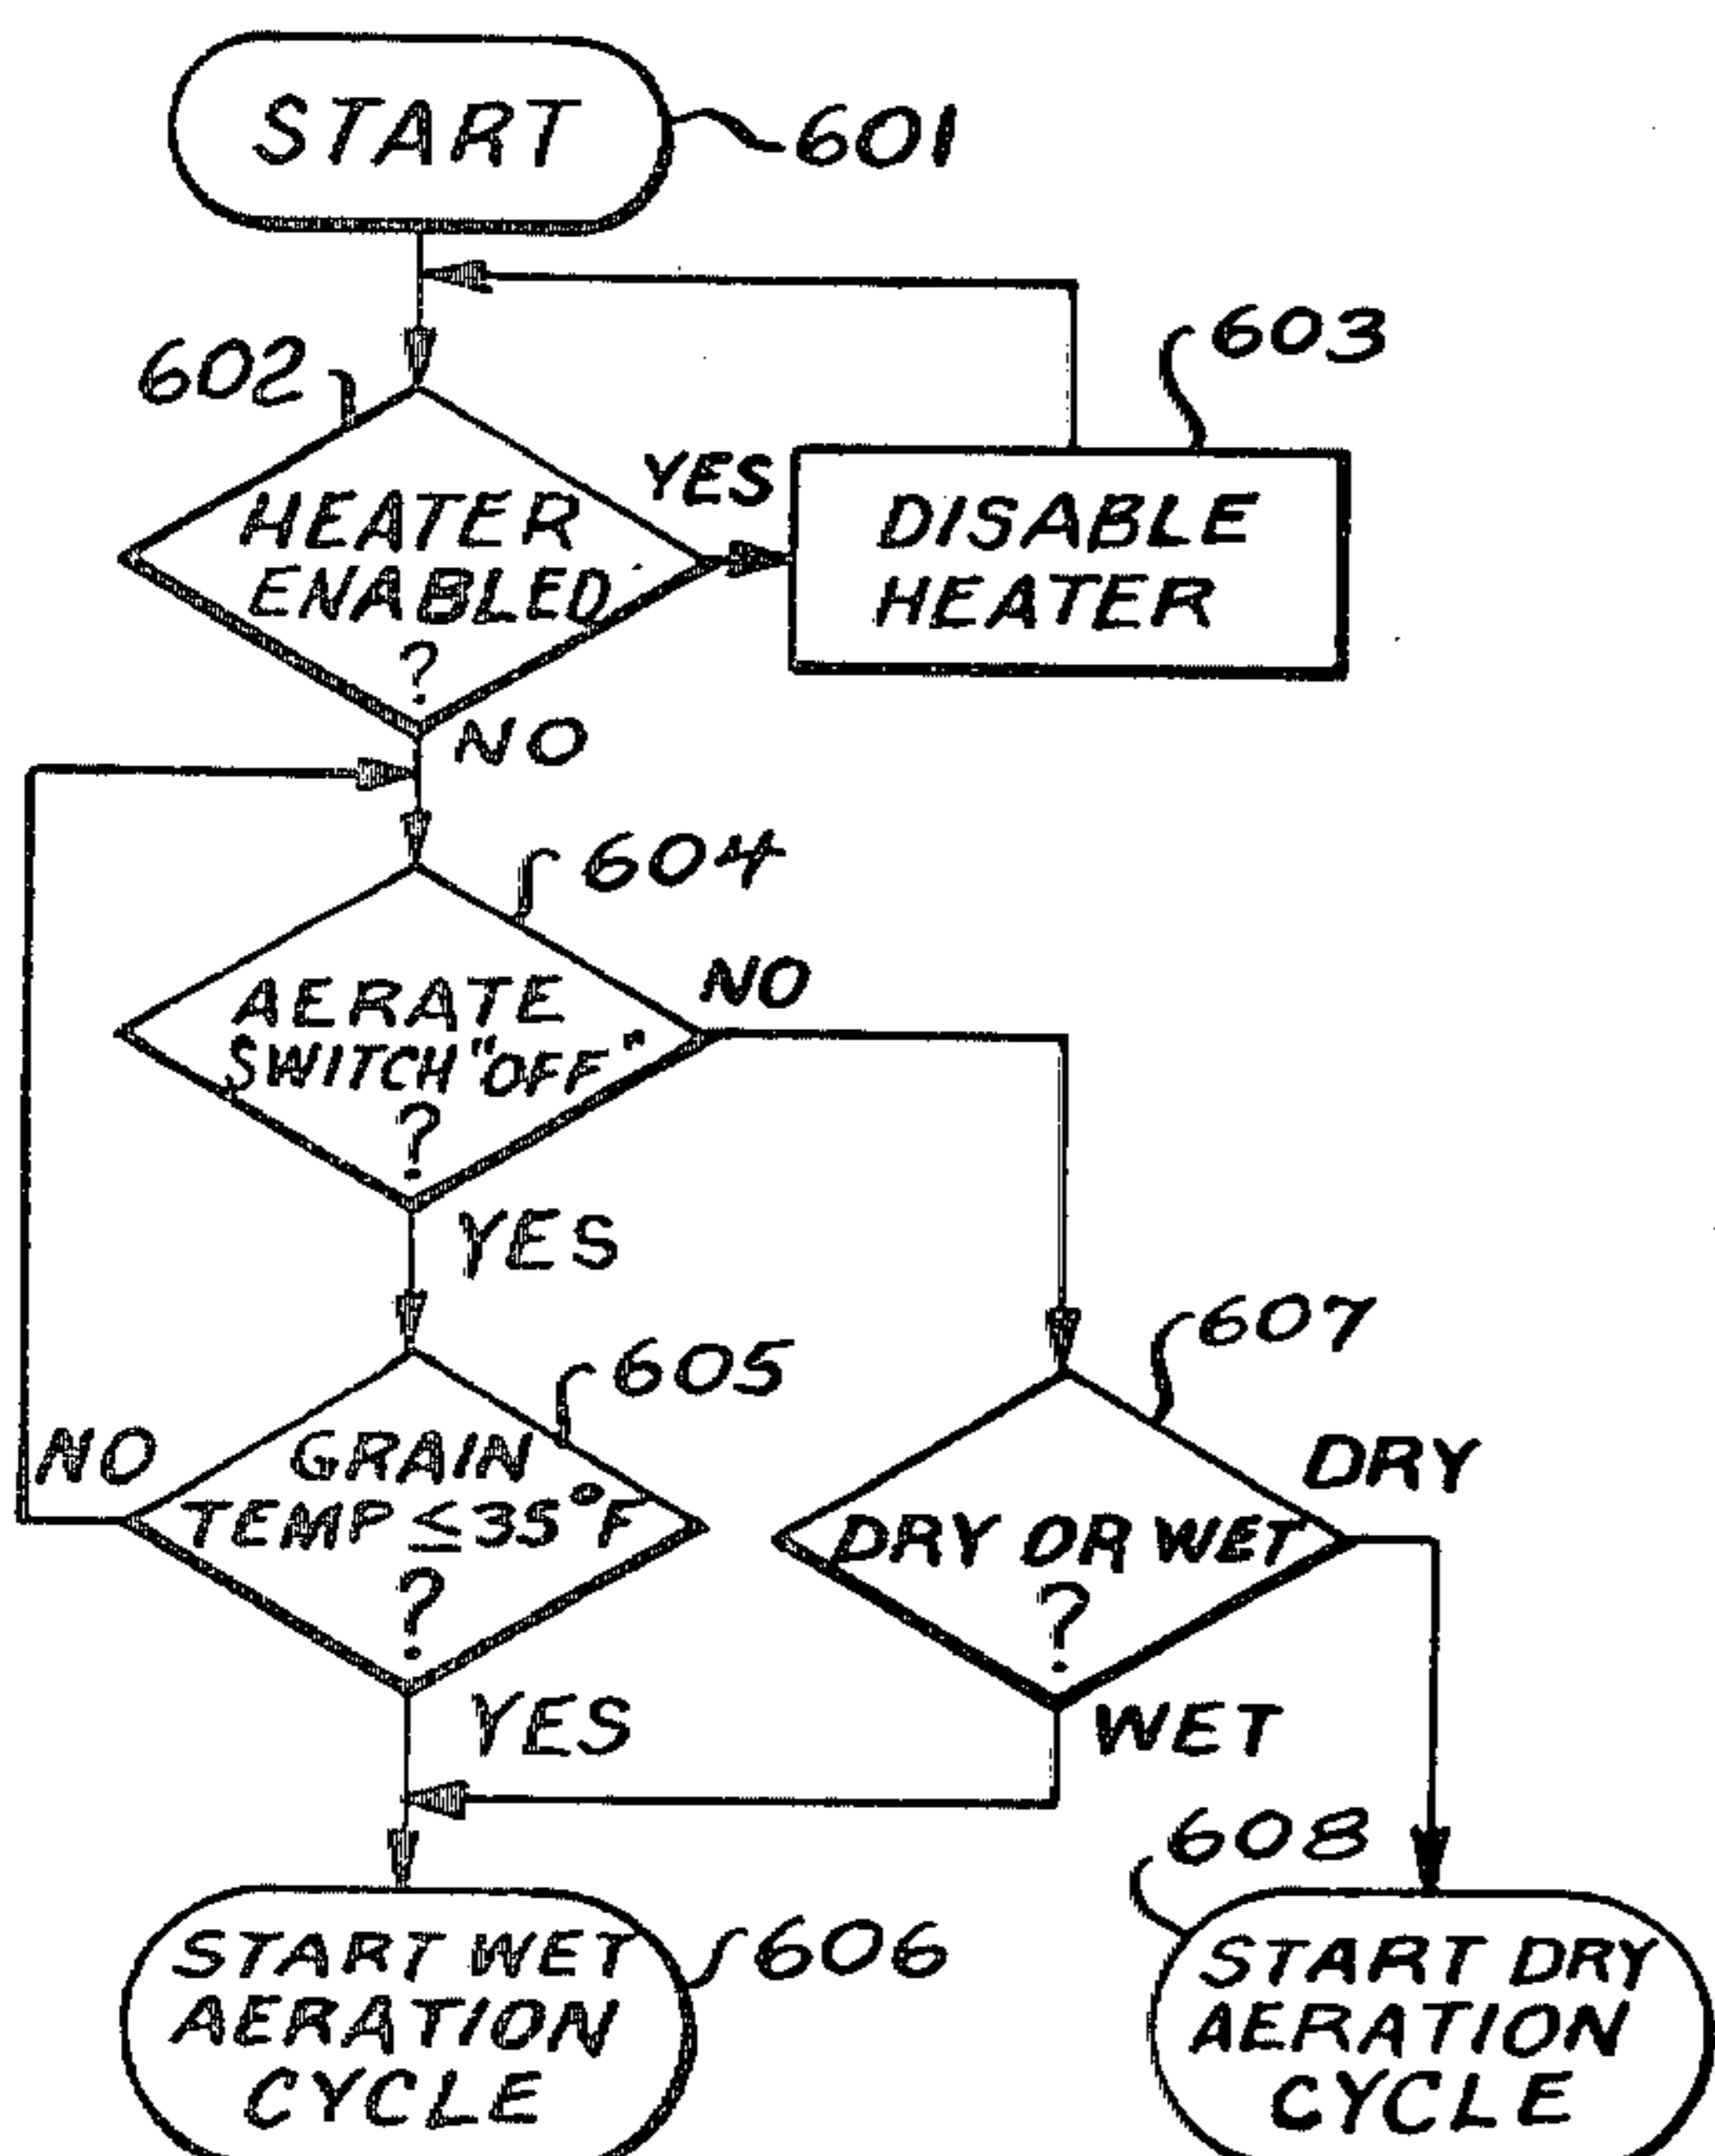 START
601
602
603
HEATER
ENABLED
?
YES
DISABLE
HEATER
NO
604
AERATE
SWITCH "OFF"
?
NO
YES
605
607
NO
GRAIN
TEMP ≤35°F
?
DRY
DRY OR WET
?
YES
WET
606
START WET
AERATION
CYCLE
608
START DRY
AERATION
CYCLE